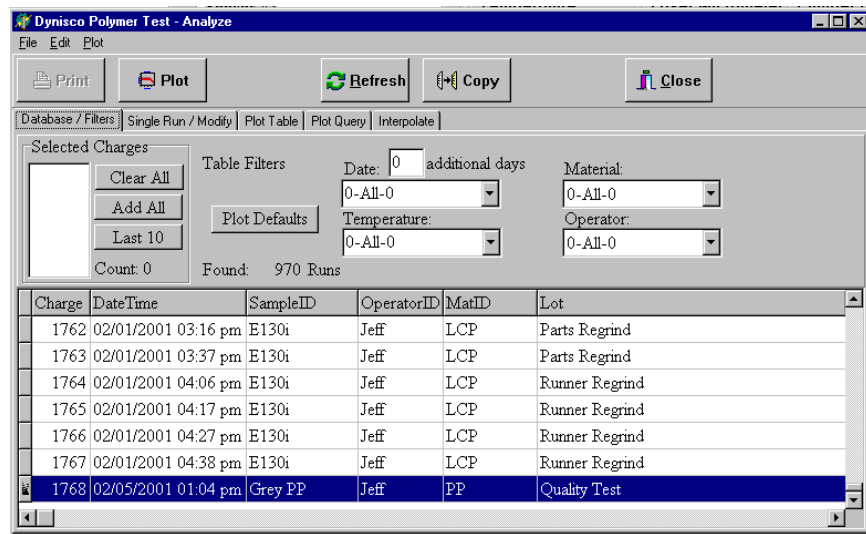 Dynisco Polymer Test - Analyze
File Edit Plot
Print Plot Refresh Copy Close
Database / Filters Single Run / Modify Plot Table Plot Query Interpolate
Selected Charges
Clear All
Add All
Last 10
Count: 0
Table Filters
Plot Defaults
Found: 970 Runs
Date: 0 additional days
0-All-0
Temperature:
0-All-0
Material:
0-All-0
Operator:
0-All-0
Charge DateTime SampleID OperatorID MatID Lot
1762 02/01/2001 03:16 pm E130i Jeff LCP Parts Regrind
1763 02/01/2001 03:37 pm E130i Jeff LCP Parts Regrind
1764 02/01/2001 04:06 pm E130i Jeff LCP Runner Regrind
1765 02/01/2001 04:17 pm E130i Jeff LCP Runner Regrind
1766 02/01/2001 04:27 pm E130i Jeff LCP Runner Regrind
1767 02/01/2001 04:38 pm E130i Jeff LCP Runner Regrind
1768 02/05/2001 01:04 pm Grey PP Jeff PP Quality Test